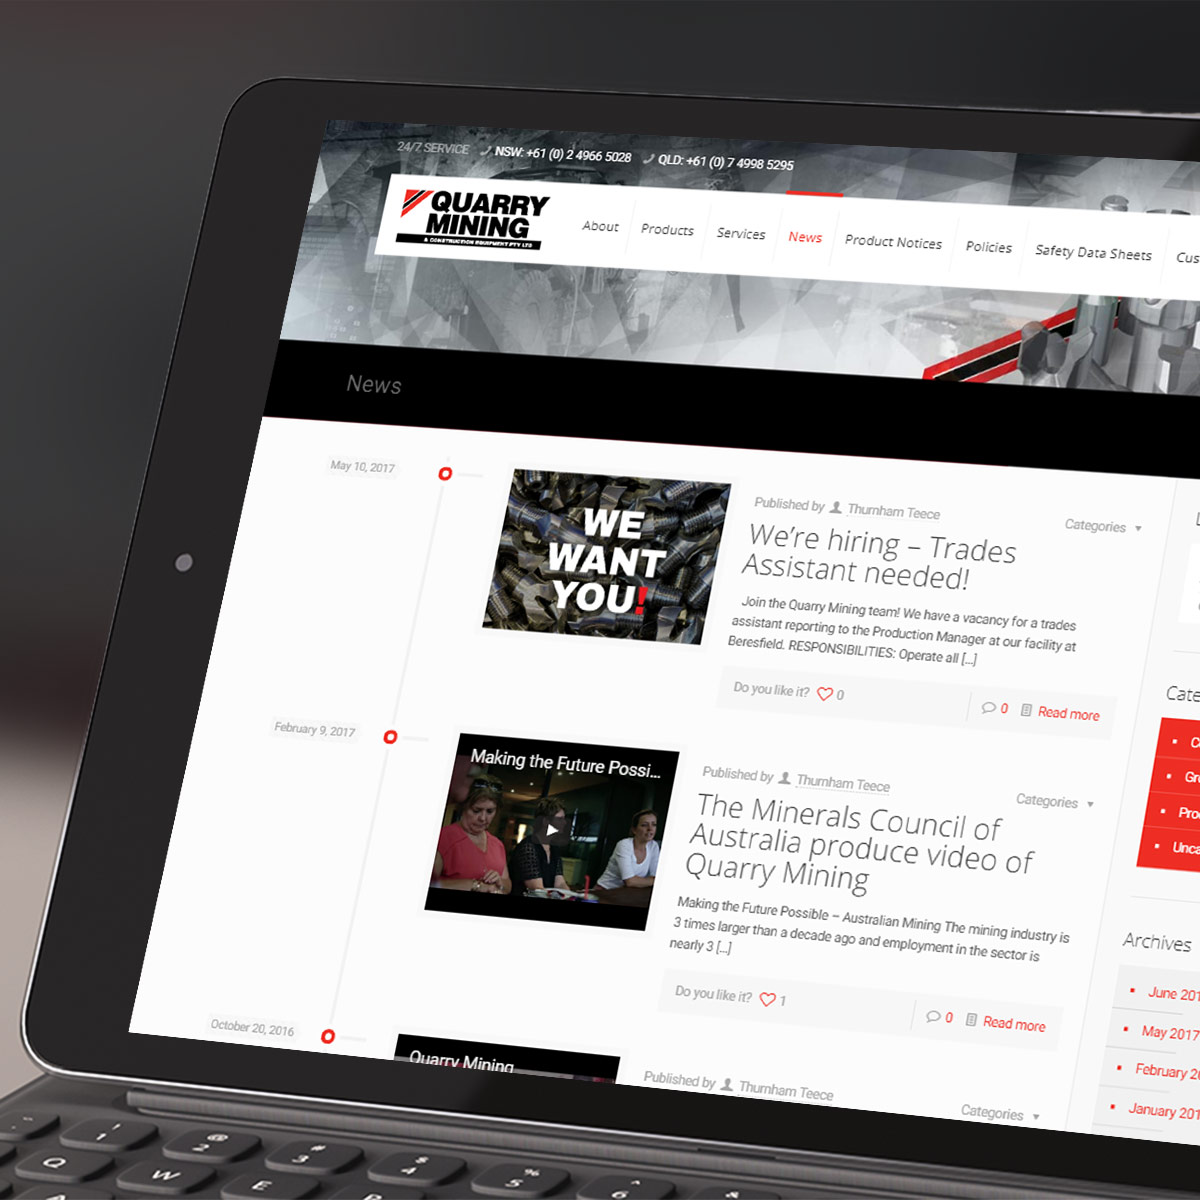 24/7 SERVICE NSW: +61 (0) 2 4966 5028 QLD: +61 (0) 7 4998 5295
QUARRY
MINING
& CONSTRUCTION EQUIPMENT PTY LTD
About Products Services News Product Notices Policies Safety Data Sheets Cus
News
May 10, 2017
WE
WANT
YOU!
Published by Thurnham Teece
Categories
We're hiring – Trades
Assistant needed!
Join the Quarry Mining team! We have a vacancy for a trades
assistant reporting to the Production Manager at our facility at
Beresfield. RESPONSIBILITIES: Operate all [...]
Do you like it? 0
0 Read more
February 9, 2017
Making the Future Possi...
Published by Thurnham Teece
Categories
The Minerals Council of
Australia produce video of
Quarry Mining
Making the Future Possible – Australian Mining The mining industry is
3 times larger than a decade ago and employment in the sector is
nearly 3 [...]
Do you like it? 1
0 Read more
October 20, 2016
Quarry Mining
Published by Thurnham Teece
Categories
Cate
C
Gr
Pro
Unca
Archives
June 201
May 2017
February 20
January 201
! @ # $ % &
1 2 3 4 5 6
Q W E